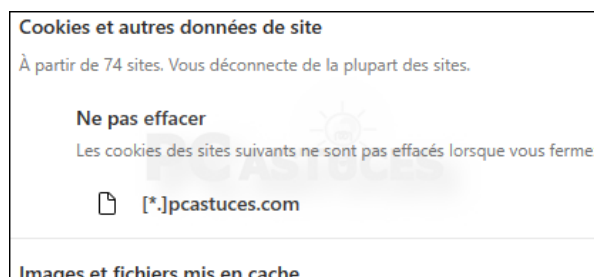 Cookies et autres données de site
À partir de 74 sites. Vous déconnecte de la plupart des sites.
Ne pas effacer
Les cookies des sites suivants ne sont pas effacés lorsque vous ferme
PC ASTUCES
[*.]pcastuces.com
Images et fichiers mis en cache